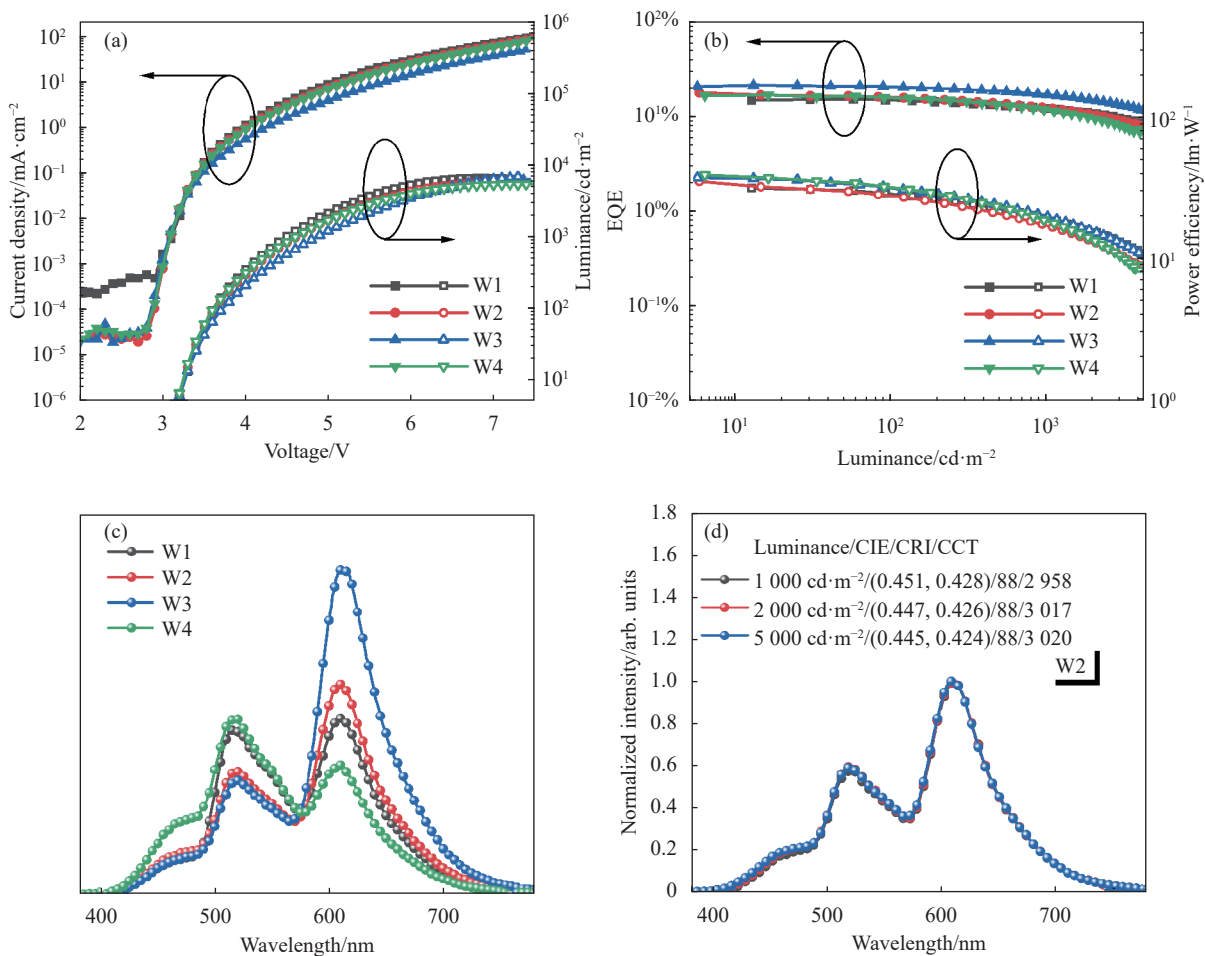 (a)
Current density/mA·cm⁻²
10²
10¹
10⁰
10⁻¹
10⁻²
10⁻³
10⁻⁴
10⁻⁵
10⁻⁶
2 3 4 5 6 7
Voltage/V
10⁶
10⁵
10⁴
10³
10²
10¹
Luminance/cd·m⁻²
W1
W2
W3
W4
(b)
EQE
10²%
10¹%
10⁰%
10⁻¹%
10⁻²%
10¹ 10² 10³
Luminance/cd·m⁻²
10²
10¹
10⁰
Power efficiency/lm·W⁻¹
W1
W2
W3
W4
(c)
W1
W2
W3
W4
400 500 600 700
Wavelength/nm
(d)
Luminance/CIE/CRI/CCT
1 000 cd·m⁻²/(0.451, 0.428)/88/2 958
2 000 cd·m⁻²/(0.447, 0.426)/88/3 017
5 000 cd·m⁻²/(0.445, 0.424)/88/3 020
W2
Normalized intensity/arb. units
1.8
1.6
1.4
1.2
1.0
0.8
0.6
0.4
0.2
0
400 500 600 700
Wavelength/nm